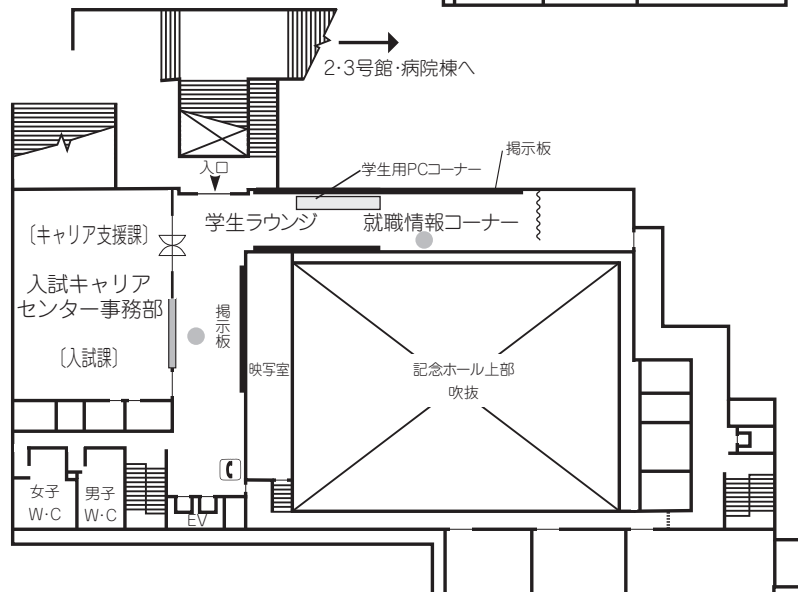 2・3号館・病院棟へ
掲示板
学生用PCコーナー
入口
学生ラウンジ
就職情報コーナー
〔キャリア支援課〕
入試キャリア
センター事務部
〔入試課〕
掲示板
映写室
記念ホール上部
吹抜
女子
W・C
男子
W・C
EV